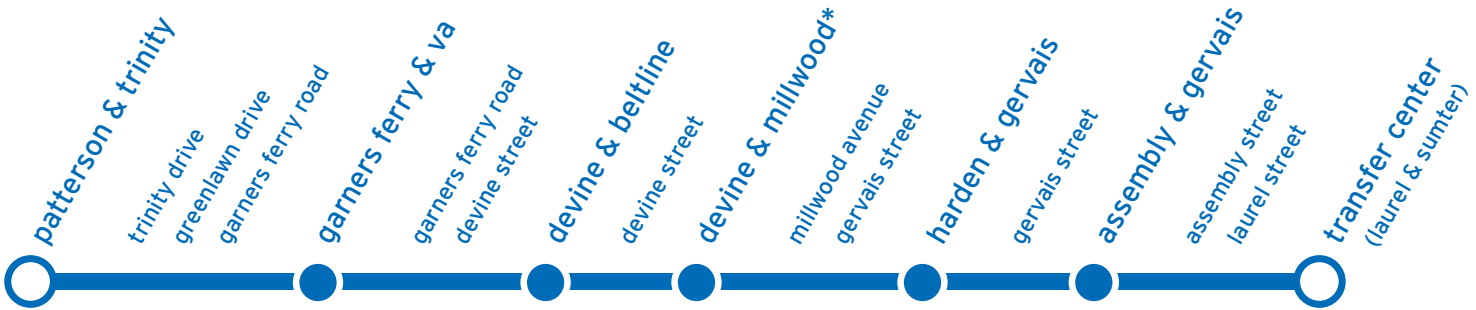 patterson & trinity
trinity drive
greenlawn drive
garners ferry road
garners ferry & va
garners ferry road
devine street
devine & beltline
devine street
devine & millwood*
millwood avenue
gervais street
harden & gervais
gervais street
assembly & gervais
assembly street
laurel street
transfer center
(laurel & sumter)